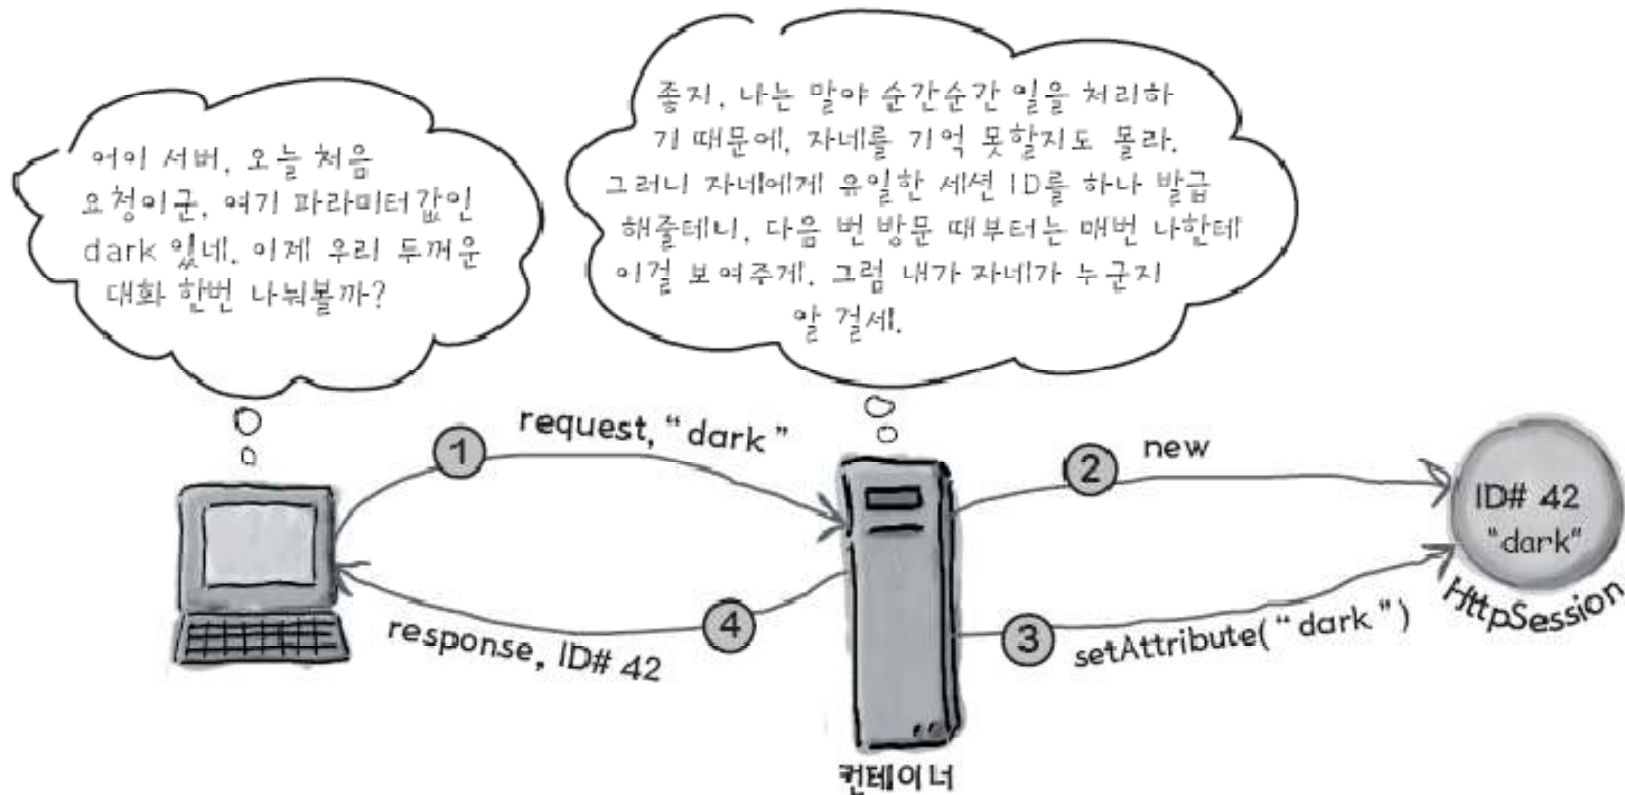 어이 서버, 오늘 처음
요청이군, 여기 파라미터값인
dark 있네. 이제 우리 두꺼운
대화 한번 나눠볼까?
좋지, 나는 말야 순간순간 일을 처리하
기 때문에, 자네를 기억 못할지도 몰라.
그러니 자네에게 유일한 세션 ID를 하나 발급
해줄테니, 다음 번 방문 때부터는 매번 나한테
이걸 보여주게. 그럼 내가 자네가 누군지
알 걸세.
1
request, "dark"
2
new
ID# 42
"dark"
HttpSession
3
setAttribute("dark")
4
response, ID# 42
컨테이너